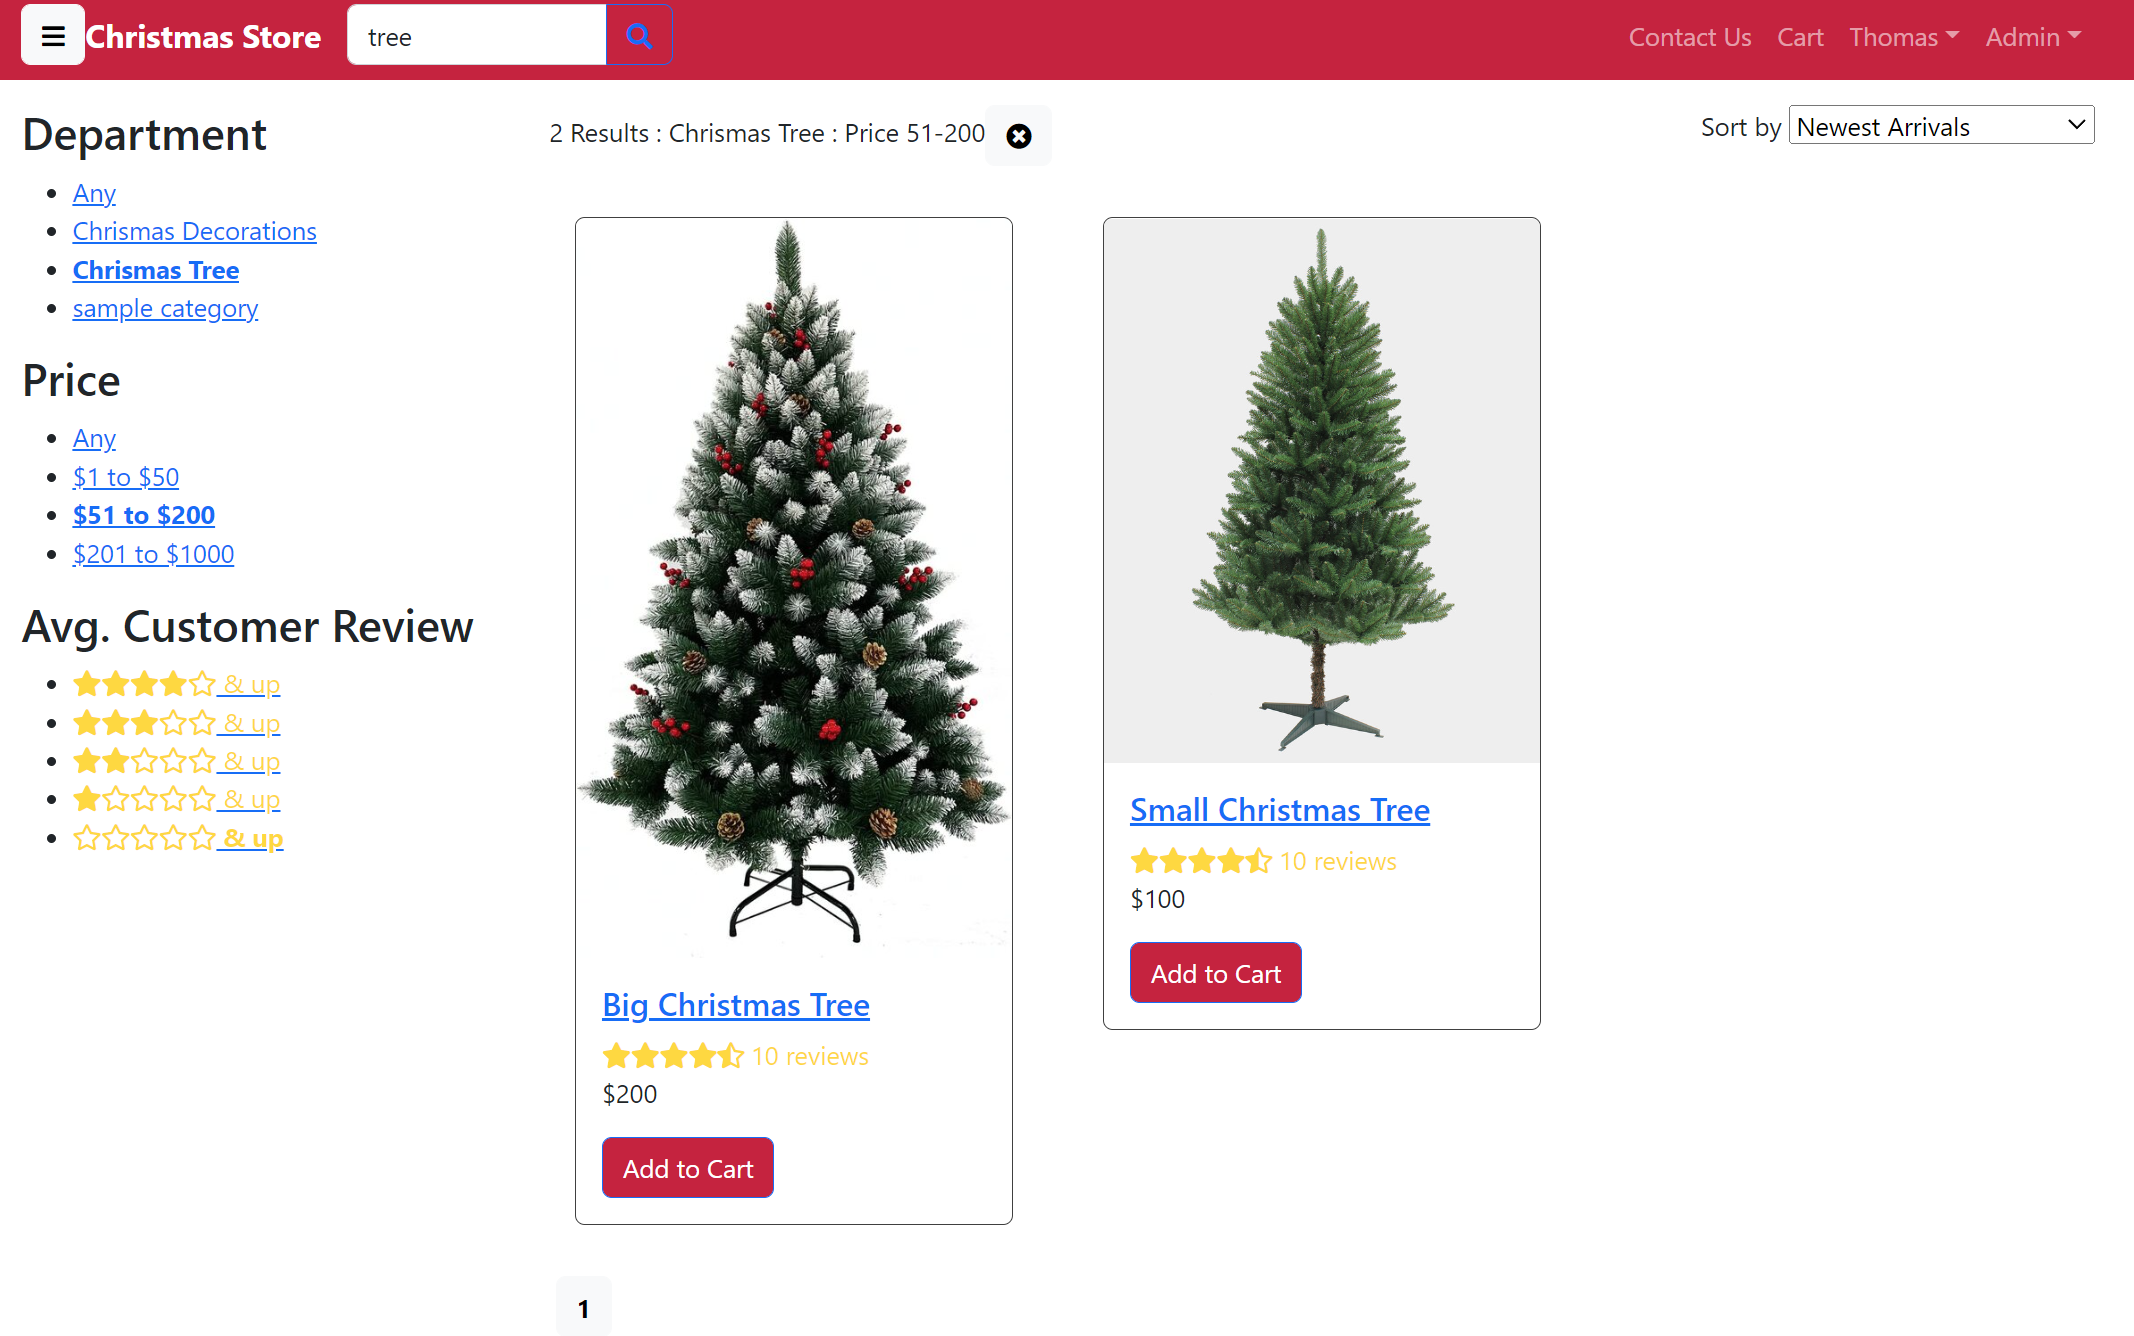 Christmas Store
tree
Contact Us
Cart
Thomas
Admin
Department
Any
Chrismas Decorations
Chrismas Tree
sample category
Price
Any
$1 to $50
$51 to $200
$201 to $1000
Avg. Customer Review
& up
& up
& up
& up
& up
2 Results : Chrismas Tree : Price 51-200
Sort by Newest Arrivals
Big Christmas Tree
10 reviews
$200
Add to Cart
Small Christmas Tree
10 reviews
$100
Add to Cart
1